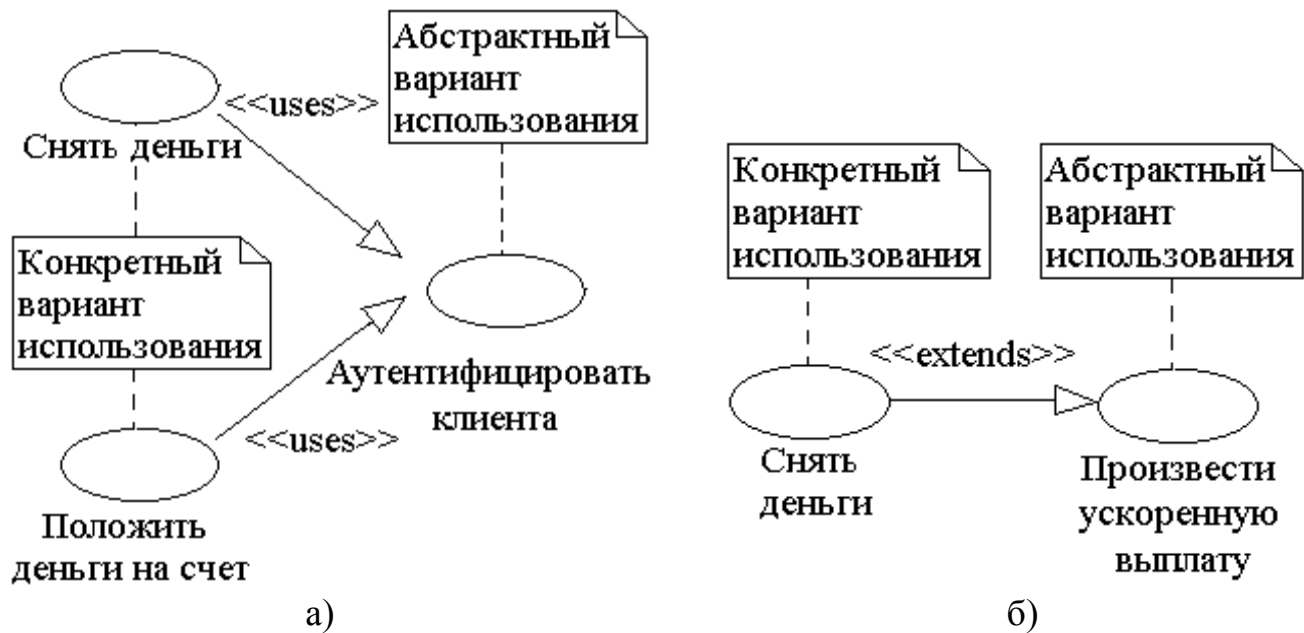 Абстрактный
вариант
использования
<<uses>>
Снять деньги
Конкретный
вариант
использования
Аутентифицировать
клиента
<<uses>>
Положить
деньги на счет
а)
Конкретный
вариант
использования
Абстрактный
вариант
использования
<<extends>>
Снять
деньги
Произвести
ускоренную
выплату
б)